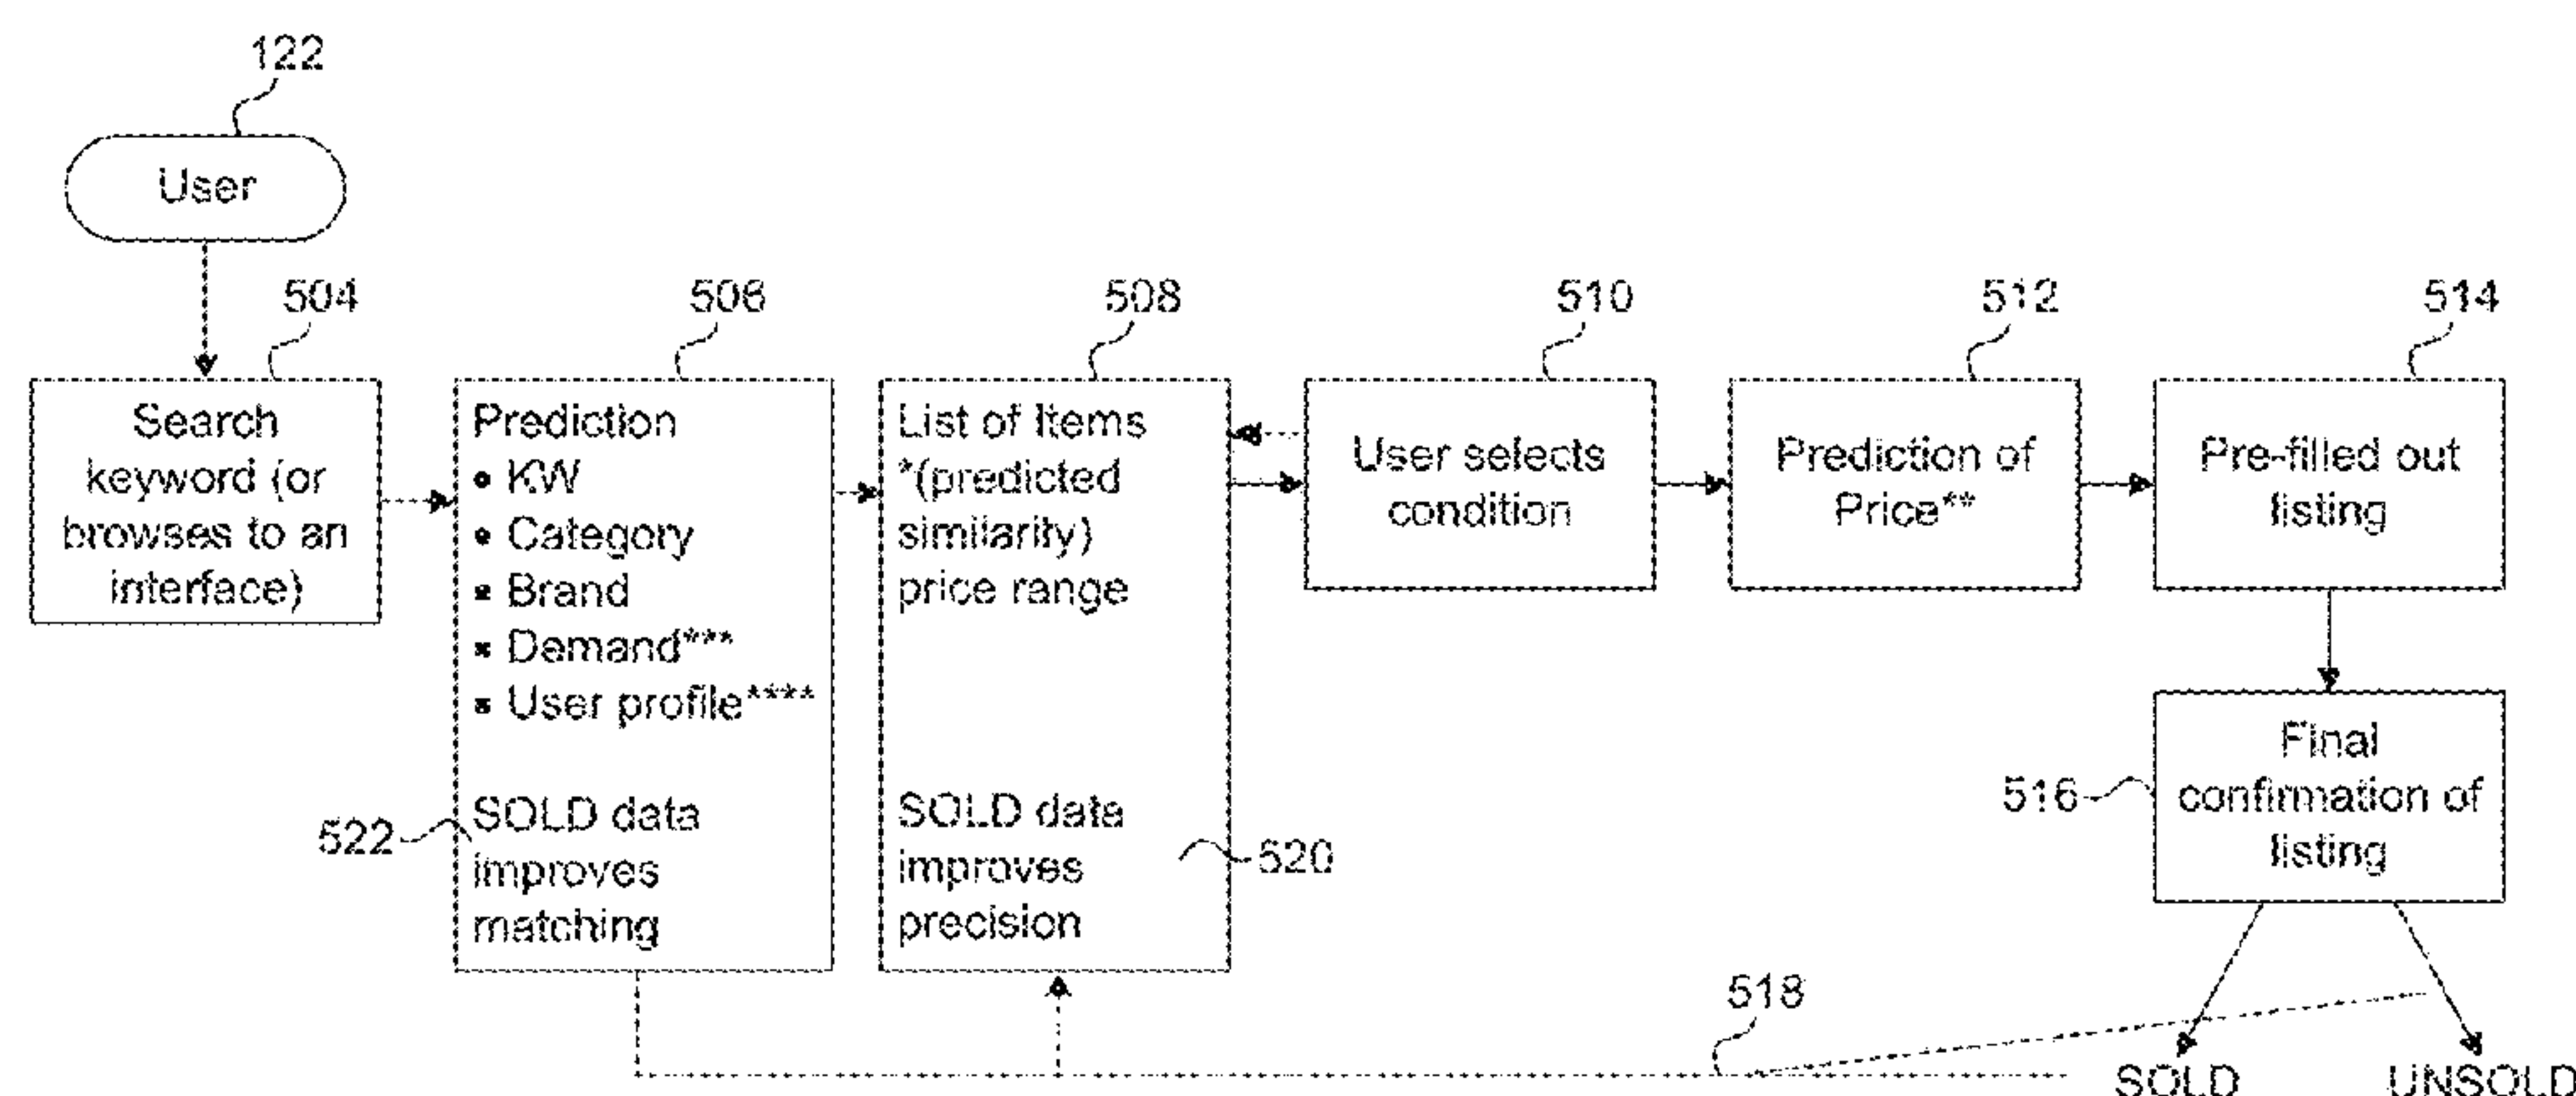 122
User
504
506
508
510
512
514
Search
keyword (or
browses to an
interface)
Prediction
• KW
• Category
• Brand
• Demand***
• User profile****
SOLD data
improves
matching
522
List of Items
*(predicted
similarity)
price range
SOLD data
improves
precision
520
User selects
condition
Prediction of
Price**
Pre-filled out
listing
Final
confirmation of
listing
516
518
SOLD
UNSOLD